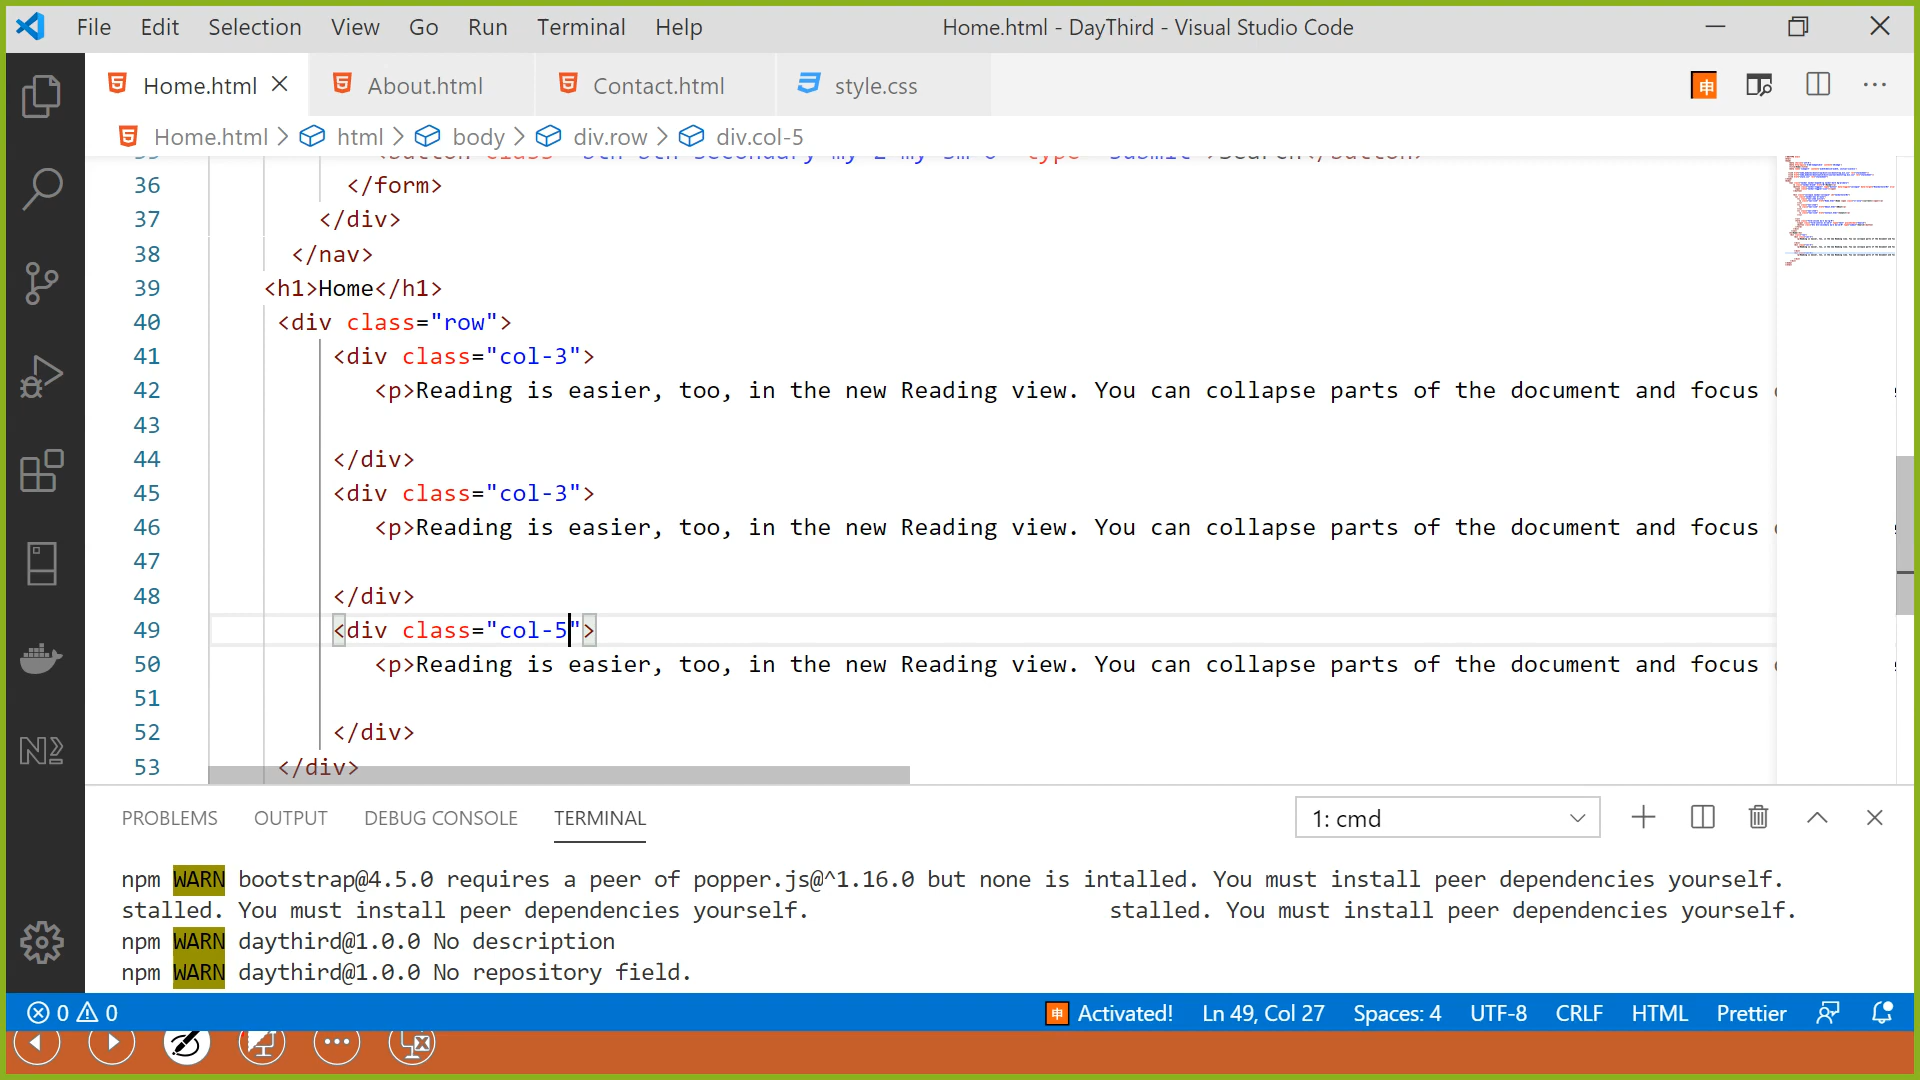 File Edit Selection View Go Run Terminal Help Home.html - DayThird - Visual Studio Code
Home.html About.html Contact.html style.css
Home.html > html > body > div.row > div.col-5
36 </form>
37 </div>
38 </nav>
39 <h1>Home</h1>
40 <div class="row">
41 <div class="col-3">
42 <p>Reading is easier, too, in the new Reading view. You can collapse parts of the document and focus
43
44 </div>
45 <div class="col-3">
46 <p>Reading is easier, too, in the new Reading view. You can collapse parts of the document and focus
47
48 </div>
49 <div class="col-5">
50 <p>Reading is easier, too, in the new Reading view. You can collapse parts of the document and focus
51
52 </div>
53 </div>
PROBLEMS OUTPUT DEBUG CONSOLE TERMINAL 1: cmd
npm WARN bootstrap@4.5.0 requires a peer of popper.js@^1.16.0 but none is intalled. You must install peer dependencies yourself.
stalled. You must install peer dependencies yourself. stalled. You must install peer dependencies yourself.
npm WARN daythird@1.0.0 No description
npm WARN daythird@1.0.0 No repository field.
0 0 Activated! Ln 49, Col 27 Spaces: 4 UTF-8 CRLF HTML Prettier